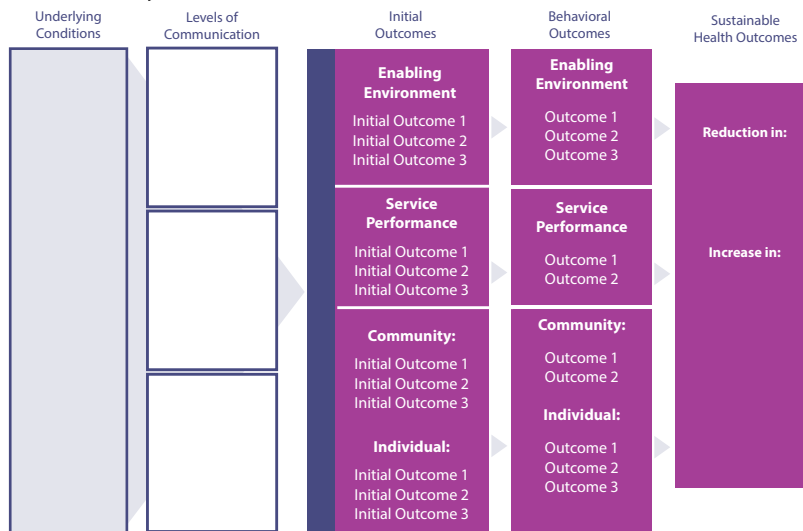 Underlying
Conditions
Levels of
Communication
Initial
Outcomes
Behavioral
Outcomes
Sustainable
Health Outcomes
Enabling
Environment
Initial Outcome 1
Initial Outcome 2
Initial Outcome 3
Service
Performance
Initial Outcome 1
Initial Outcome 2
Initial Outcome 3
Community:
Initial Outcome 1
Initial Outcome 2
Initial Outcome 3
Individual:
Initial Outcome 1
Initial Outcome 2
Initial Outcome 3
Enabling
Environment
Outcome 1
Outcome 2
Outcome 3
Service
Performance
Outcome 1
Outcome 2
Community:
Outcome 1
Outcome 2
Individual:
Outcome 1
Outcome 2
Outcome 3
Reduction in:
Increase in: